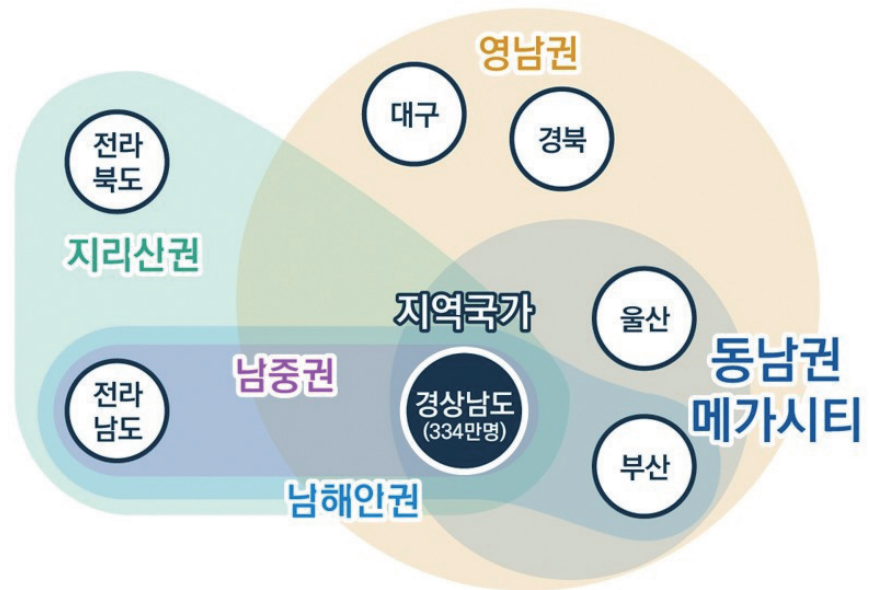 영남권
대구
경북
전라
북도
지리산권
지역국가
울산
동남권
메가시티
남중권
전라
남도
경상남도
(334만명)
부산
남해안권